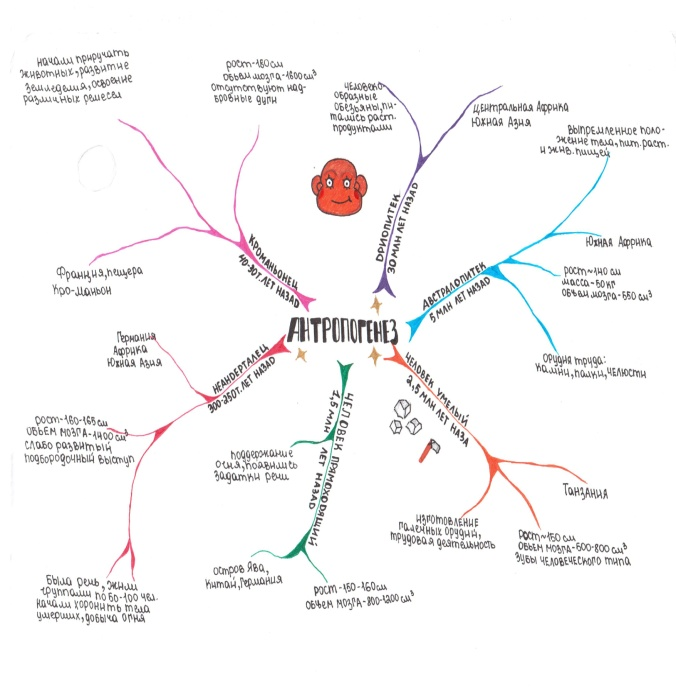 АНТРОПОГЕНЕЗ
ДРИОПИТЕК
30 МЛН ЛЕТ НАЗАД
ЧЕЛОВЕКО-
ОБРАЗНЫЕ
ОБЕЗЬЯНЫ, ПИ-
ТАЛИСЬ РАСТ.
ПРОДУКТАМИ
ЦЕНТРАЛЬНАЯ АФРИКА
ЮЖНАЯ АЗИЯ
АВСТРАЛОПИТЕК
5 МЛН ЛЕТ НАЗАД
ВЫПРЯМЛЕННОЕ ПОЛО-
ЖЕНИЕ ТЕЛА, ПИТ. РАСТ.
И ЖИВ. ПИЩЕЙ
ЮЖНАЯ АФРИКА
РОСТ~140 СМ
МАССА-50 КГ
ОБЪЕМ МОЗГА-550 СМ³
ОРУДИЯ ТРУДА:
КАМНИ, ПАЛКИ, ЧЕЛЮСТИ
ЧЕЛОВЕК УМЕЛЫЙ
2,5 МЛН ЛЕТ НАЗА
ТАНЗАНИЯ
РОСТ~150 СМ
ОБЪЕМ МОЗГА-500-800 СМ³
ЗУБЫ ЧЕЛОВЕЧЕСКОГО ТИПА
ИЗГОТОВЛЕНИЕ
ГАЛЕЧНЫХ ОРУДИЙ,
ТРУДОВАЯ ДЕЯТЕЛЬНОСТЬ
ЧЕЛОВЕК ПРЯМОХОДЯЩИЙ
1,5 МЛН ЛЕТ НАЗАД
ПОДДЕРЖАНИЕ
ОГНЯ, ПОЯВИЛИСЬ
ЗАДАТКИ РЕЧИ
ОСТРОВ ЯВА,
КИТАЙ, ГЕРМАНИЯ
РОСТ-150-160 СМ
ОБЪЕМ МОЗГА-800-1200 СМ³
НЕАНДЕРТАЛЕЦ
300-250Т. ЛЕТ НАЗАД
ГЕРМАНИЯ
АФРИКА
ЮЖНАЯ АЗИЯ
РОСТ-160-165 СМ
ОБЪЕМ МОЗГА-1400 СМ³
СЛАБО РАЗВИТЫЙ
ПОДБОРОДОЧНЫЙ ВЫСТУП
БЫЛА РЕЧЬ, ЖИЛИ
ГРУППАМИ ПО 50-100 ЧЕЛ.
НАЧАЛИ ХОРОНИТЬ ТЕЛА
УМЕРШИХ, ДОБЫЧА ОГНЯ
КРОМАНЬОНЕЦ
40-30Т. ЛЕТ НАЗАД
НАЧАЛИ ПРИРУЧАТЬ
ЖИВОТНЫХ, РАЗВИТИЕ
ЗЕМЛЕДЕЛИЯ, ОСВОЕНИЕ
РАЗЛИЧНЫХ РЕМЕСЕЛ
РОСТ-180 СМ
ОБЪЕМ МОЗГА-1600 СМ³
ОТСУТСТВУЮТ НАД-
БРОВНЫЕ ДУГИ
ФРАНЦИЯ, ПЕЩЕРА
КРО-МАНЬОН